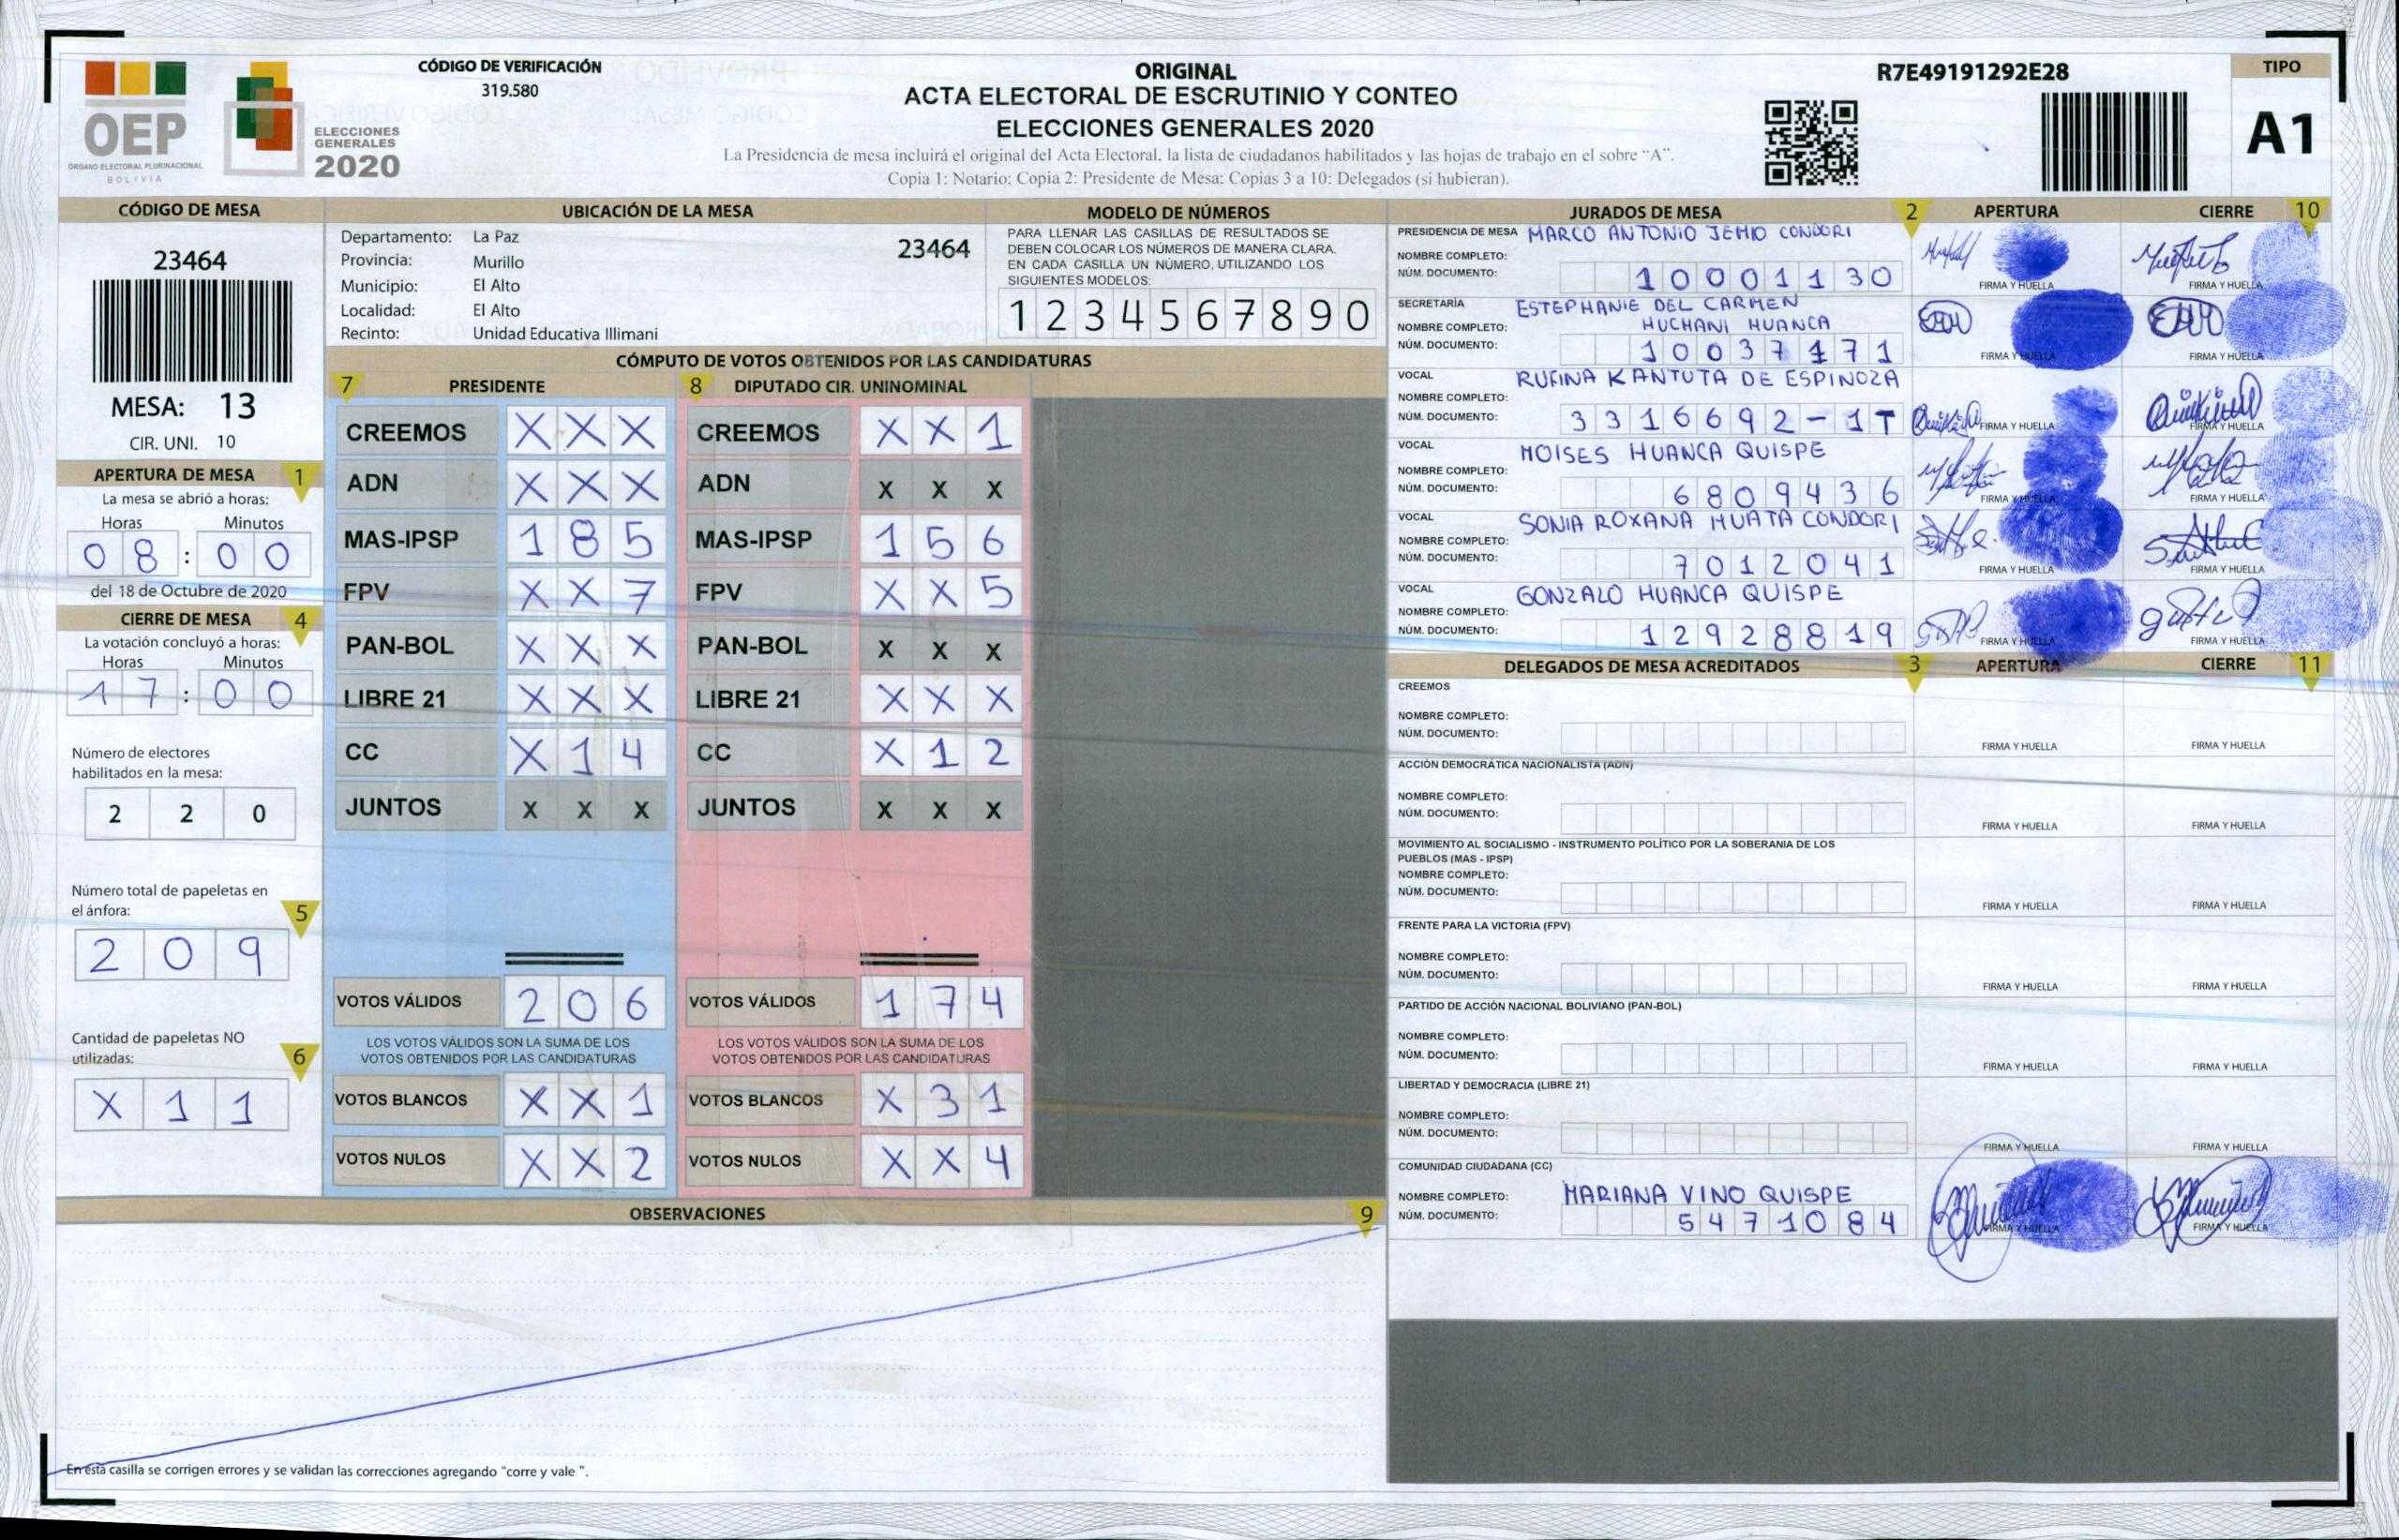 OEP
ÓRGANO ELECTORAL PLURINACIONAL
BOLIVIA
ELECCIONES
GENERALES
2020
CÓDIGO DE VERIFICACIÓN
319.580
ORIGINAL
ACTA ELECTORAL DE ESCRUTINIO Y CONTEO
ELECCIONES GENERALES 2020
La Presidencia de mesa incluirá el original del Acta Electoral, la lista de ciudadanos habilitados y las hojas de trabajo en el sobre "A".
Copia 1: Notario; Copia 2: Presidente de Mesa; Copias 3 a 10: Delegados (si hubieran).
R7E49191292E28
TIPO
A1
CÓDIGO DE MESA
23464
MESA: 13
CIR. UNI. 10
APERTURA DE MESA 1
La mesa se abrió a horas:
Horas Minutos
08:00
del 18 de Octubre de 2020
CIERRE DE MESA 4
La votación concluyó a horas:
Horas Minutos
17:00
Número de electores
habilitados en la mesa:
2 2 0
Número total de papeletas en
el ánfora: 5
2 0 9
Cantidad de papeletas NO
utilizadas: 6
X 1 1
UBICACIÓN DE LA MESA
Departamento: La Paz
Provincia: Murillo
Municipio: El Alto
Localidad: El Alto
Recinto: Unidad Educativa Illimani
23464
MODELO DE NÚMEROS
PARA LLENAR LAS CASILLAS DE RESULTADOS SE
DEBEN COLOCAR LOS NÚMEROS DE MANERA CLARA.
EN CADA CASILLA UN NÚMERO, UTILIZANDO LOS
SIGUIENTES MODELOS:
1 2 3 4 5 6 7 8 9 0
CÓMPUTO DE VOTOS OBTENIDOS POR LAS CANDIDATURAS
7 PRESIDENTE
CREEMOS X X X
ADN X X X
MAS-IPSP 1 8 5
FPV X X 7
PAN-BOL X X X
LIBRE 21 X X X
CC X 1 4
JUNTOS X X X
VOTOS VÁLIDOS 2 0 6
LOS VOTOS VÁLIDOS SON LA SUMA DE LOS
VOTOS OBTENIDOS POR LAS CANDIDATURAS
VOTOS BLANCOS X X 1
VOTOS NULOS X X 2
8 DIPUTADO CIR. UNINOMINAL
CREEMOS X X 1
ADN X X X
MAS-IPSP 1 5 6
FPV X X 5
PAN-BOL X X X
LIBRE 21 X X X
CC X 1 2
JUNTOS X X X
VOTOS VÁLIDOS 1 7 4
LOS VOTOS VÁLIDOS SON LA SUMA DE LOS
VOTOS OBTENIDOS POR LAS CANDIDATURAS
VOTOS BLANCOS X 3 1
VOTOS NULOS X X 4
OBSERVACIONES 9
En esta casilla se corrigen errores y se validan las correcciones agregando "corre y vale ".
JURADOS DE MESA 2 APERTURA CIERRE 10
PRESIDENCIA DE MESA MARCO ANTONIO JEMIO CONDORI
NOMBRE COMPLETO:
NÚM. DOCUMENTO: 10001130
FIRMA Y HUELLA FIRMA Y HUELLA
SECRETARÍA ESTEPHANIE DEL CARMEN
NOMBRE COMPLETO: HUCHANI HUANCA
NÚM. DOCUMENTO: 10037171
FIRMA Y HUELLA FIRMA Y HUELLA
VOCAL RUFINA KANTUTA DE ESPINOZA
NOMBRE COMPLETO:
NÚM. DOCUMENTO: 3316692-1T
FIRMA Y HUELLA FIRMA Y HUELLA
VOCAL MOISES HUANCA QUISPE
NOMBRE COMPLETO:
NÚM. DOCUMENTO: 6809436
FIRMA Y HUELLA FIRMA Y HUELLA
VOCAL SONIA ROXANA HUATA CONDORI
NOMBRE COMPLETO:
NÚM. DOCUMENTO: 7012041
FIRMA Y HUELLA FIRMA Y HUELLA
VOCAL GONZALO HUANCA QUISPE
NOMBRE COMPLETO:
NÚM. DOCUMENTO: 12928819
FIRMA Y HUELLA FIRMA Y HUELLA
DELEGADOS DE MESA ACREDITADOS 3 APERTURA CIERRE 11
CREEMOS
NOMBRE COMPLETO:
NÚM. DOCUMENTO:
FIRMA Y HUELLA FIRMA Y HUELLA
ACCIÓN DEMOCRÁTICA NACIONALISTA (ADN)
NOMBRE COMPLETO:
NÚM. DOCUMENTO:
FIRMA Y HUELLA FIRMA Y HUELLA
MOVIMIENTO AL SOCIALISMO - INSTRUMENTO POLÍTICO POR LA SOBERANIA DE LOS
PUEBLOS (MAS - IPSP)
NOMBRE COMPLETO:
NÚM. DOCUMENTO:
FIRMA Y HUELLA FIRMA Y HUELLA
FRENTE PARA LA VICTORIA (FPV)
NOMBRE COMPLETO:
NÚM. DOCUMENTO:
FIRMA Y HUELLA FIRMA Y HUELLA
PARTIDO DE ACCIÓN NACIONAL BOLIVIANO (PAN-BOL)
NOMBRE COMPLETO:
NÚM. DOCUMENTO:
FIRMA Y HUELLA FIRMA Y HUELLA
LIBERTAD Y DEMOCRACIA (LIBRE 21)
NOMBRE COMPLETO:
NÚM. DOCUMENTO:
FIRMA Y HUELLA FIRMA Y HUELLA
COMUNIDAD CIUDADANA (CC)
NOMBRE COMPLETO: MARIANA VINO QUISPE
NÚM. DOCUMENTO: 5471084
FIRMA Y HUELLA FIRMA Y HUELLA